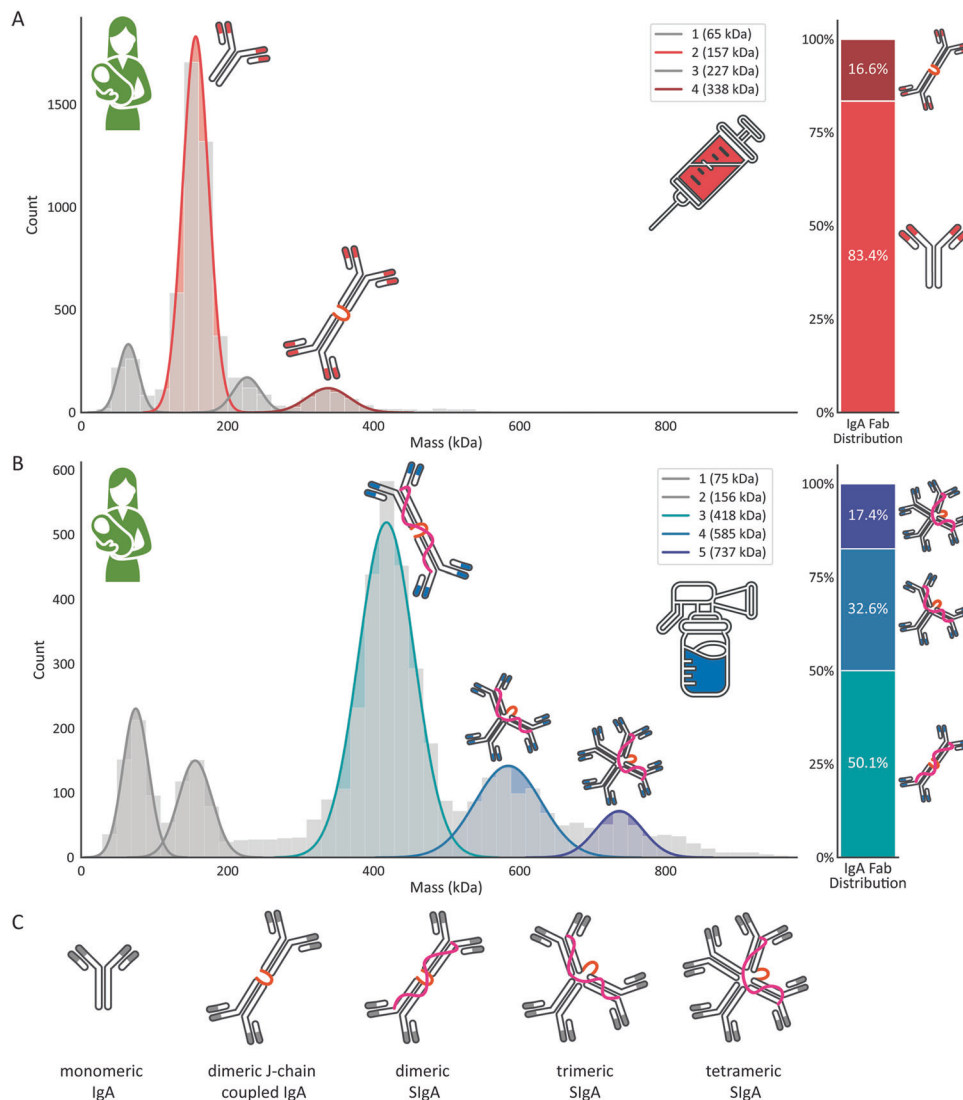 A
1 (65 kDa)
2 (157 kDa)
3 (227 kDa)
4 (338 kDa)
Count
1500
1000
500
0
0
200
400
600
800
Mass (kDa)
100%
75%
50%
25%
0%
16.6%
83.4%
IgA Fab
Distribution
B
1 (75 kDa)
2 (156 kDa)
3 (418 kDa)
4 (585 kDa)
5 (737 kDa)
Count
600
500
400
300
200
100
0
0
200
400
600
800
Mass (kDa)
100%
75%
50%
25%
0%
17.4%
32.6%
50.1%
IgA Fab
Distribution
C
monomeric
IgA
dimeric J-chain
coupled IgA
dimeric
SIgA
trimeric
SIgA
tetrameric
SIgA